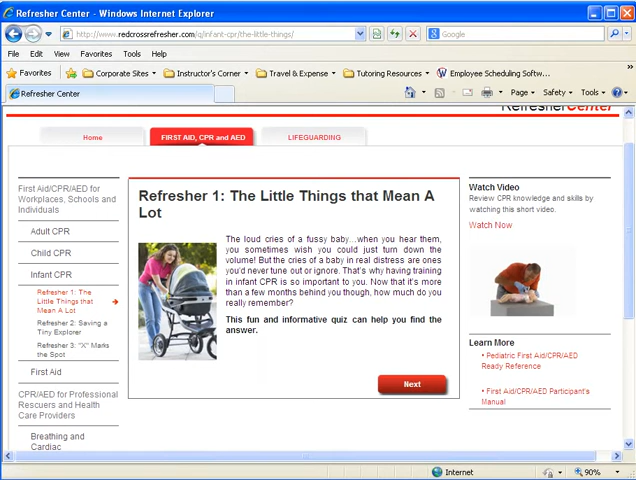 Refresher Center - Windows Internet Explorer
http://www.redcrossrefresher.com/q/infant-cpr/the-little-things/
Google
File Edit View Favorites Tools Help
Favorites Corporate Sites Instructor's Corner Travel & Expense Tutoring Resources Employee Scheduling Softw...
Refresher Center
Page Safety Tools
RefresherCenter
Home FIRST AID, CPR and AED LIFEGUARDING
First Aid/CPR/AED for
Workplaces, Schools and
Individuals
Adult CPR
Child CPR
Infant CPR
Refresher 1: The
Little Things that
Mean A Lot
Refresher 2: Saving a
Tiny Explorer
Refresher 3: "X" Marks
the Spot
First Aid
CPR/AED for Professional
Rescuers and Health
Care Providers
Breathing and
Cardiac
Refresher 1: The Little Things that Mean A
Lot
The loud cries of a fussy baby...when you hear them,
you sometimes wish you could just turn down the
volume! But the cries of a baby in real distress are ones
you'd never tune out or ignore. That's why having training
in infant CPR is so important to you. Now that it's more
than a few months behind you though, how much do you
really remember?
This fun and informative quiz can help you find the
answer.
Next
Watch Video
Review CPR knowledge and skills by
watching this short video.
Watch Now
Learn More
Pediatric First Aid/CPR/AED
Ready Reference
First Aid/CPR/AED Participant's
Manual
Internet 90%